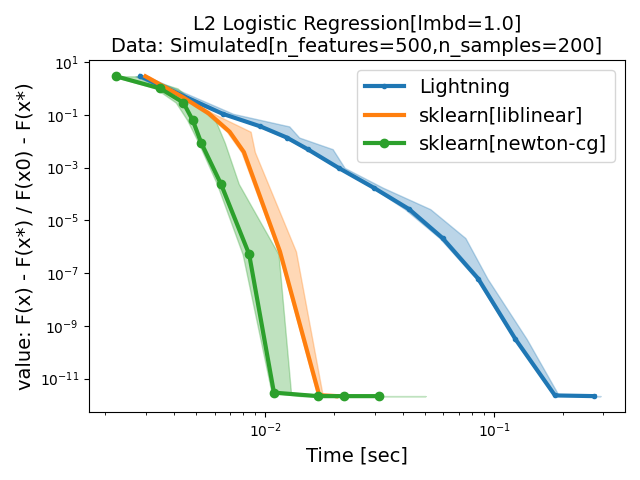 L2 Logistic Regression[lmbd=1.0]
Data: Simulated[n_features=500,n_samples=200]
value: F(x) - F(x*) / F(x0) - F(x*)
10¹
10⁻¹
10⁻³
10⁻⁵
10⁻⁷
10⁻⁹
10⁻¹¹
Lightning
sklearn[liblinear]
sklearn[newton-cg]
10⁻²
10⁻¹
Time [sec]